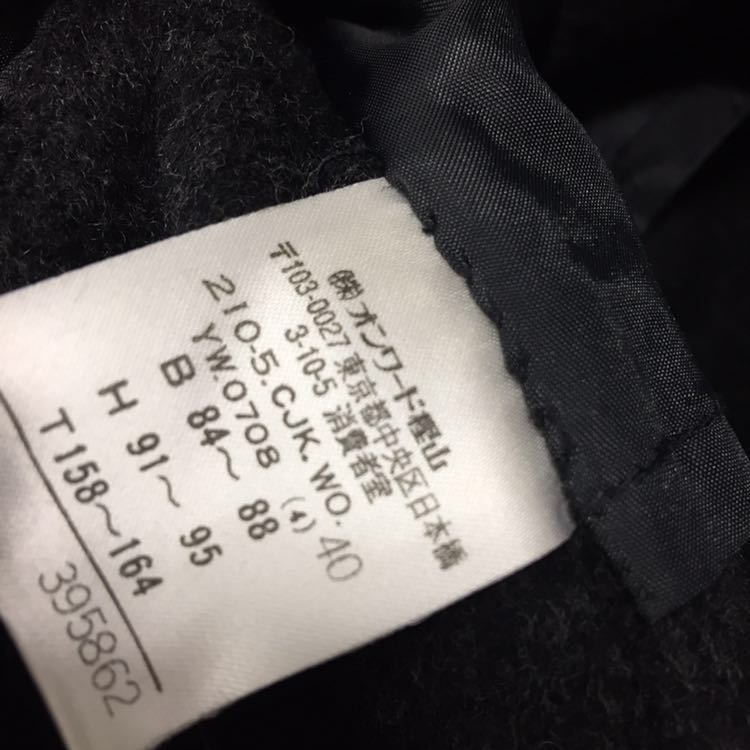 ㈱オンワード樫山
〒103-0027 東京都中央区日本橋
3-10-5 消費者室
210-5.CJK.WO.40
YW.0708 (4)
B 84～88
H 91～95
T158～164
395862